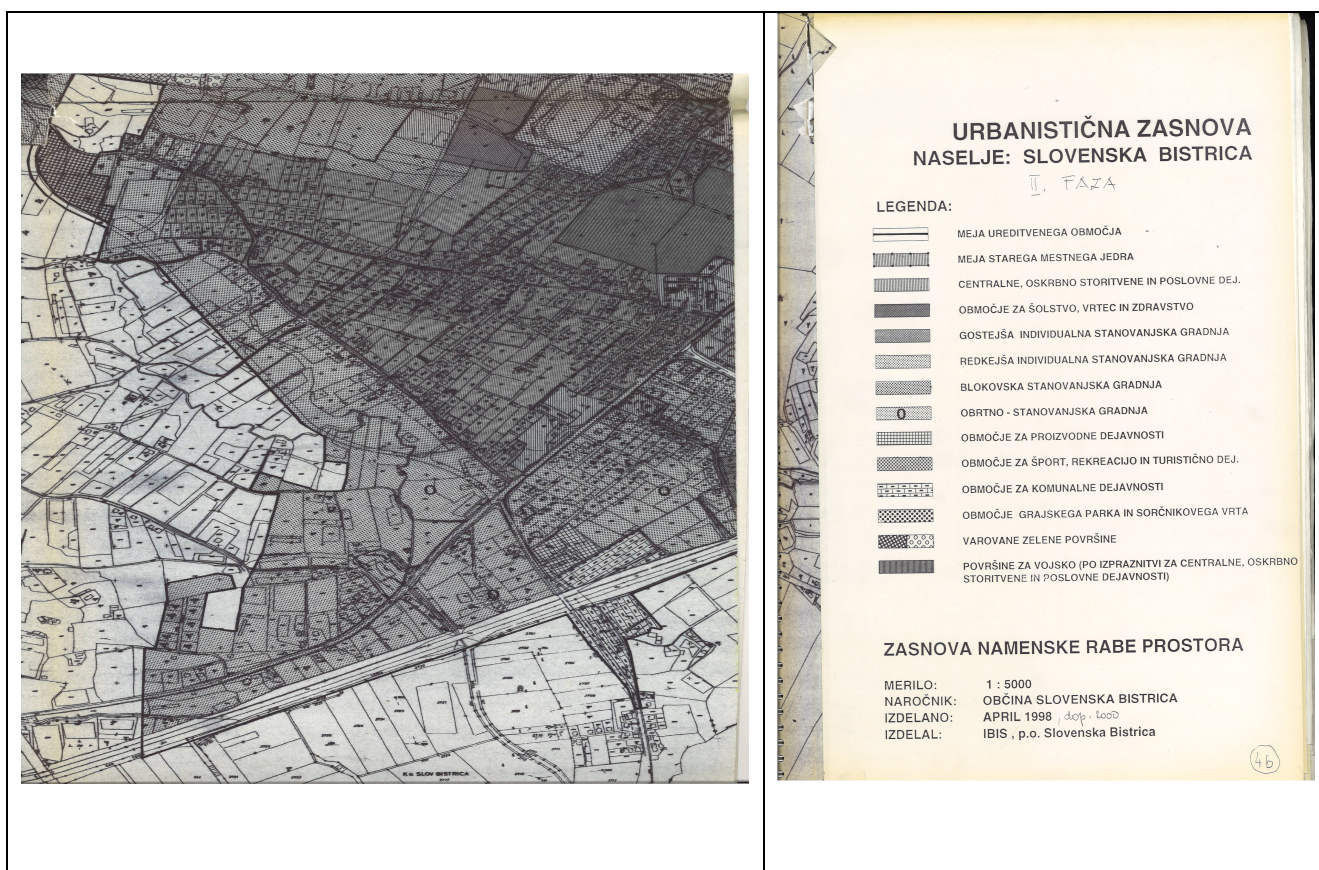 K.o. SLOV. BISTRICA
URBANISTIČNA ZASNOVA
NASELJE: SLOVENSKA BISTRICA
II. FAZA
LEGENDA:
MEJA UREDITVENEGA OBMOČJA
MEJA STAREGA MESTNEGA JEDRA
CENTRALNE, OSKRBNO STORITVENE IN POSLOVNE DEJ.
OBMOČJE ZA ŠOLSTVO, VRTEC IN ZDRAVSTVO
GOSTEJŠA INDIVIDUALNA STANOVANJSKA GRADNJA
REDKEJŠA INDIVIDUALNA STANOVANJSKA GRADNJA
BLOKOVSKA STANOVANJSKA GRADNJA
O OBRTNO - STANOVANJSKA GRADNJA
OBMOČJE ZA PROIZVODNE DEJAVNOSTI
OBMOČJE ZA ŠPORT, REKREACIJO IN TURISTIČNO DEJ.
OBMOČJE ZA KOMUNALNE DEJAVNOSTI
OBMOČJE GRAJSKEGA PARKA IN SORČNIKOVEGA VRTA
VAROVANE ZELENE POVRŠINE
POVRŠINE ZA VOJSKO (PO IZPRAZNITVI ZA CENTRALNE, OSKRBNO
STORITVENE IN POSLOVNE DEJAVNOSTI)
ZASNOVA NAMENSKE RABE PROSTORA
MERILO: 1 : 5000
NAROČNIK: OBČINA SLOVENSKA BISTRICA
IZDELANO: APRIL 1998, dop. 2000
IZDELAL: IBIS , p.o. Slovenska Bistrica
46